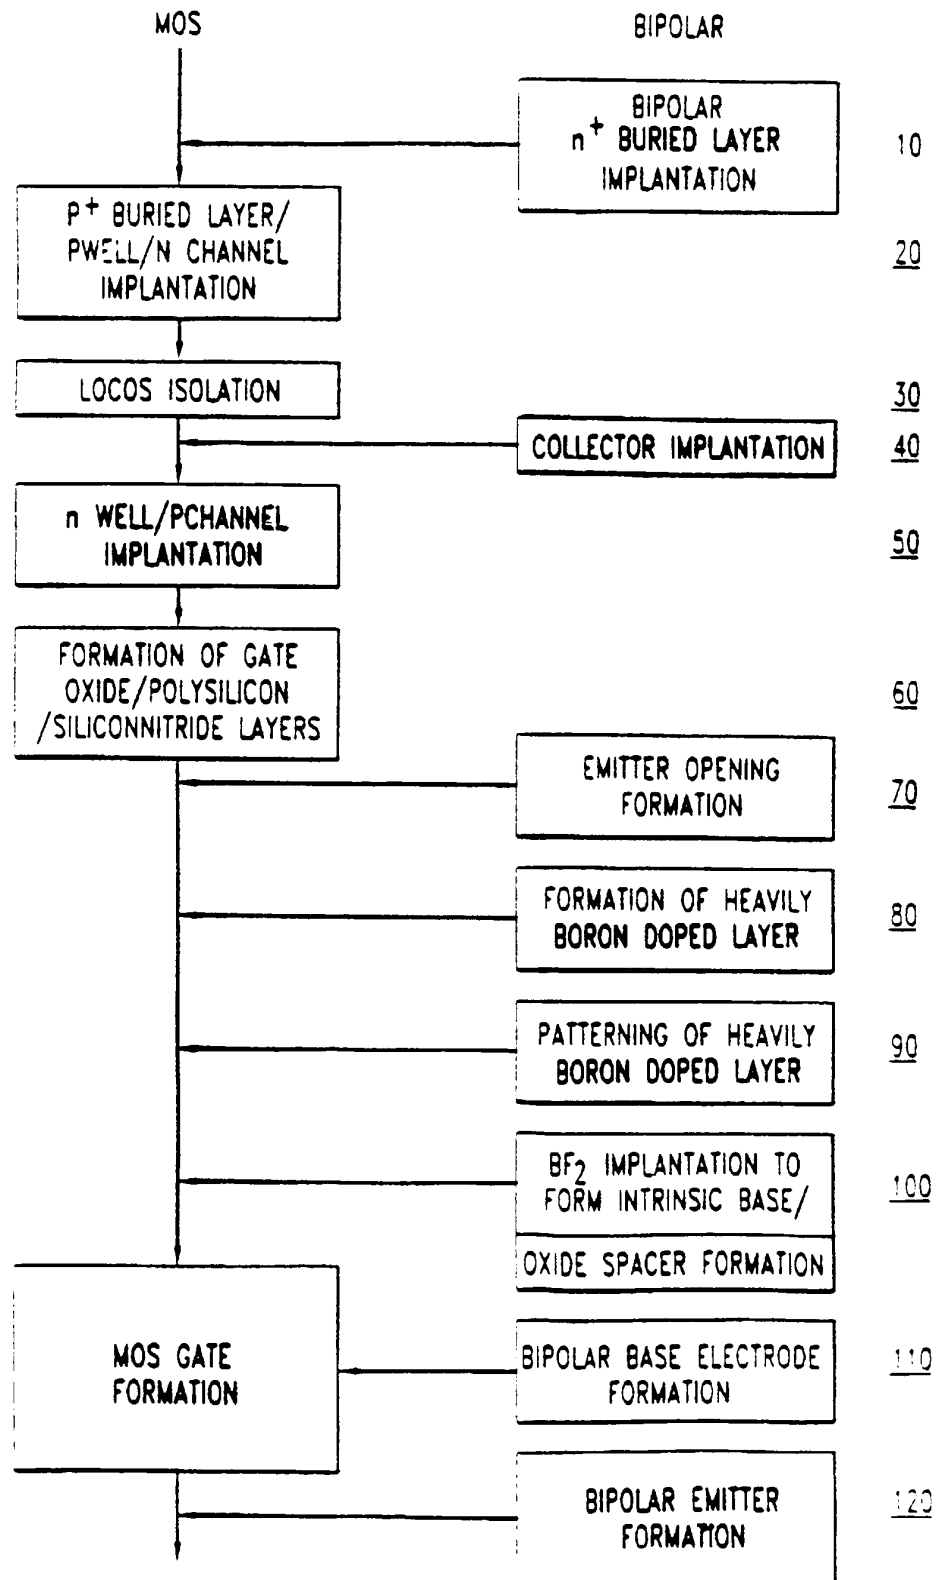 MOS
BIPOLAR
BIPOLAR
n+ BURIED LAYER
IMPLANTATION
10
P+ BURIED LAYER/
PWELL/N CHANNEL
IMPLANTATION
20
LOCOS ISOLATION
30
COLLECTOR IMPLANTATION
40
n WELL/PCHANNEL
IMPLANTATION
50
FORMATION OF GATE
OXIDE/POLYSILICON
/SILICONNITRIDE LAYERS
60
EMITTER OPENING
FORMATION
70
FORMATION OF HEAVILY
BORON DOPED LAYER
80
PATTERNING OF HEAVILY
BORON DOPED LAYER
90
BF2 IMPLANTATION TO
FORM INTRINSIC BASE/
OXIDE SPACER FORMATION
100
MOS GATE
FORMATION
BIPOLAR BASE ELECTRODE
FORMATION
110
BIPOLAR EMITTER
FORMATION
120